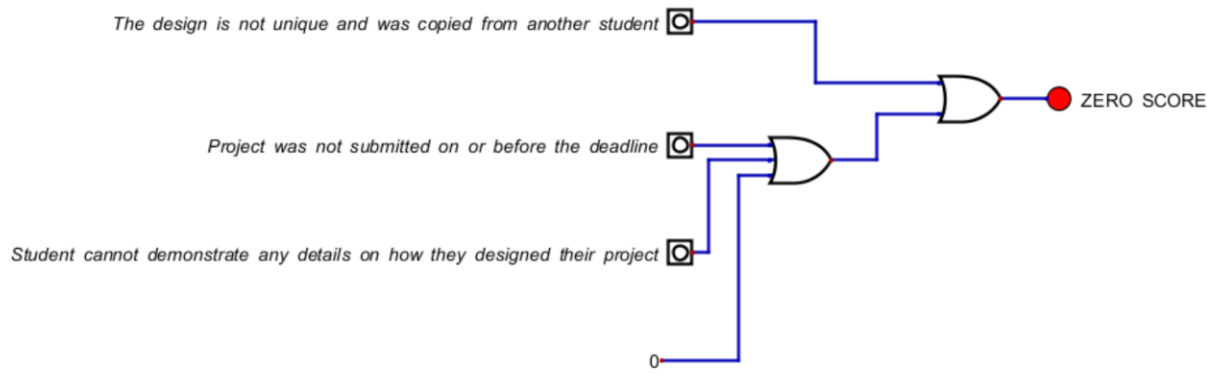 The design is not unique and was copied from another student
ZERO SCORE
Project was not submitted on or before the deadline
Student cannot demonstrate any details on how they designed their project
0